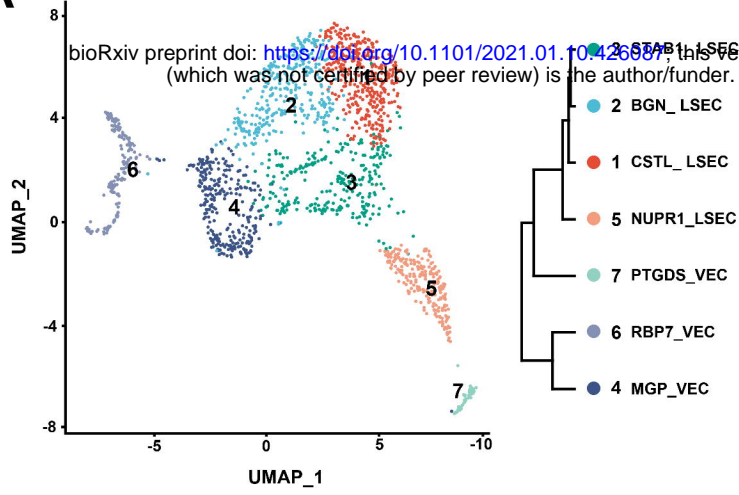 A
8
4
0
-4
-8
UMAP_2
-5
0
5
-10
UMAP_1
bioRxiv preprint doi: https://doi.org/10.1101/2021.01.10.426087; this ve
(which was not certified by peer review) is the author/funder.
1
2
3
4
5
6
7
3 STAB1_LSEC
2 BGN_ LSEC
1 CSTL_ LSEC
5 NUPR1_LSEC
7 PTGDS_VEC
6 RBP7_VEC
4 MGP_VEC